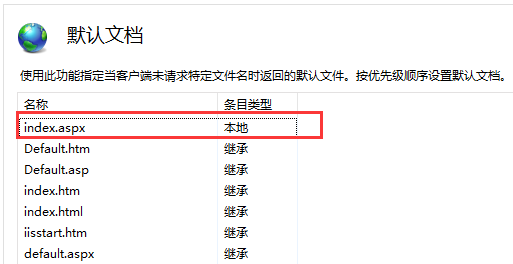 默认文档
使用此功能指定当客户端未请求特定文件名时返回的默认文件。按优先级顺序设置默认文档。
名称 条目类型
index.aspx 本地
Default.htm 继承
Default.asp 继承
index.htm 继承
index.html 继承
iisstart.htm 继承
default.aspx 继承